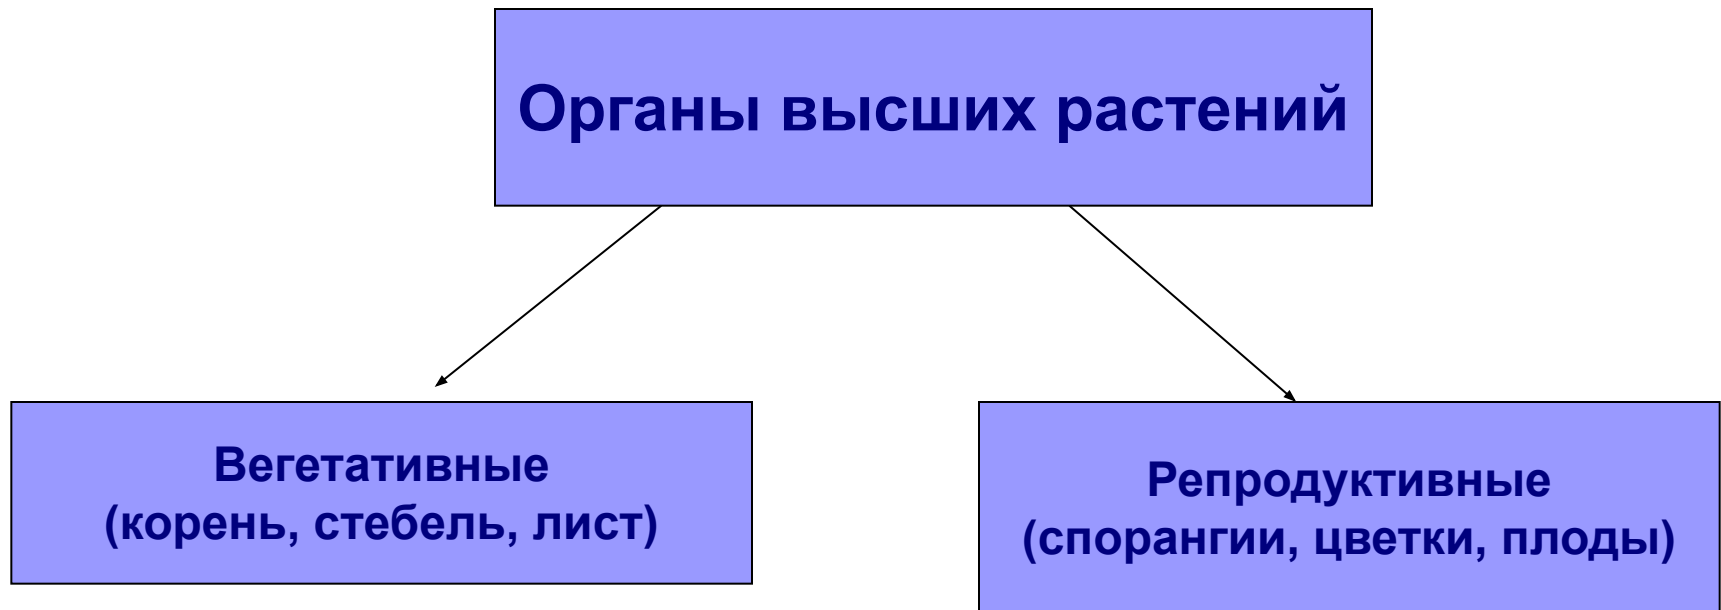 Органы высших растений
Вегетативные
(корень, стебель, лист)
Репродуктивные
(спорангии, цветки, плоды)